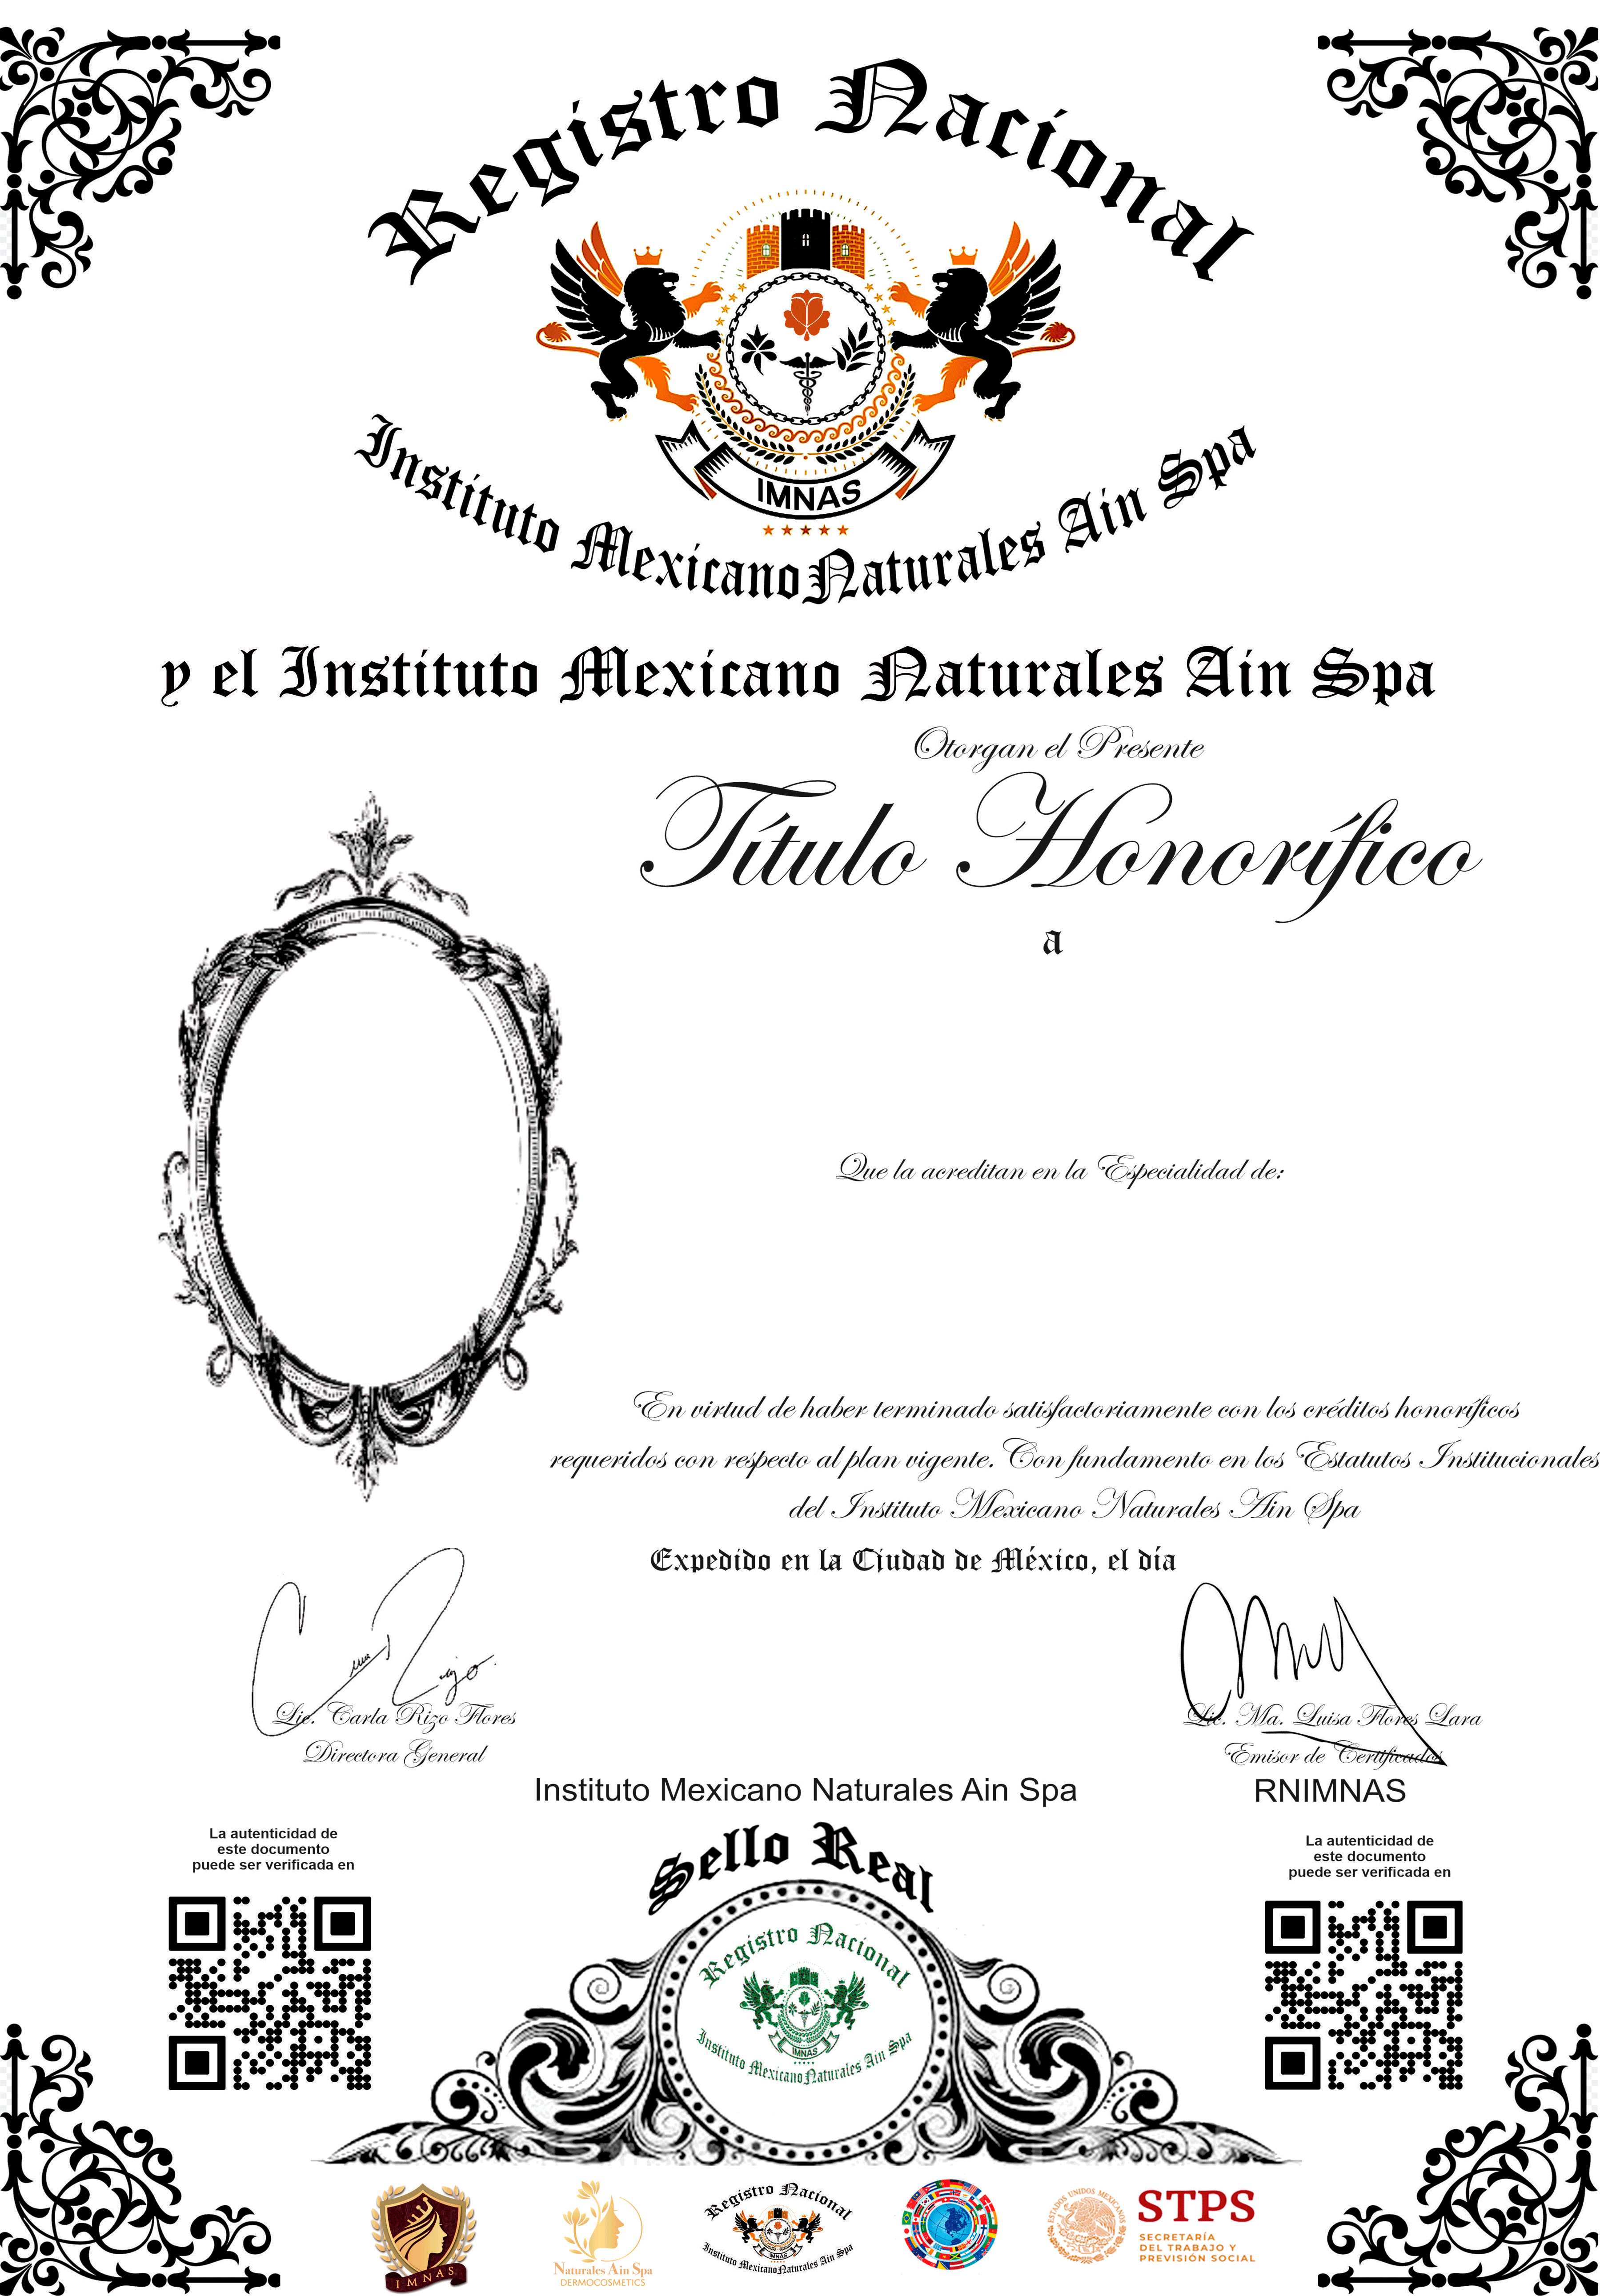 Registro Nacional
IMNAS
Instituto Mexicano Naturales Ain Spa
y el Instituto Mexicano Naturales Ain Spa
Otorgan el Presente
Título Honorífico
a
Que la acreditan en la Especialidad de:
En virtud de haber terminado satisfactoriamente con los créditos honoríficos
requeridos con respecto al plan vigente. Con fundamento en los Estatutos Institucionales
del Instituto Mexicano Naturales Ain Spa
Expedido en la Ciudad de México, el día
Lic. Carla Rizo Flores
Directora General
Lic. Ma. Luisa Flores Lara
Emisor de Certificados
Instituto Mexicano Naturales Ain Spa
RNIMNAS
La autenticidad de
este documento
puede ser verificada en
La autenticidad de
este documento
puede ser verificada en
Sello Real
Registro Nacional
IMNAS
Instituto Mexicano Naturales Ain Spa
IMNAS
Naturales Ain Spa
DERMOCOSMETICS
Registro Nacional
IMNAS
Instituto Mexicano Naturales Ain Spa
ESTADOS UNIDOS MEXICANOS
STPS
SECRETARÍA
DEL TRABAJO Y
PREVISIÓN SOCIAL